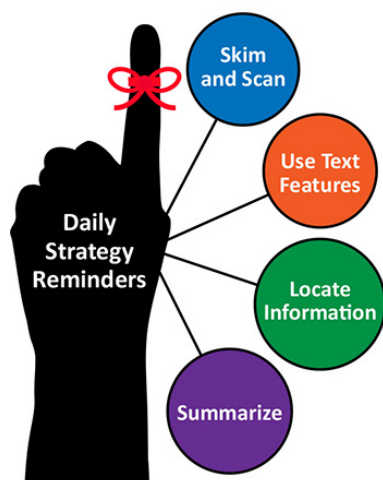 Daily
Strategy
Reminders
Skim
and Scan
Use Text
Features
Locate
Information
Summarize